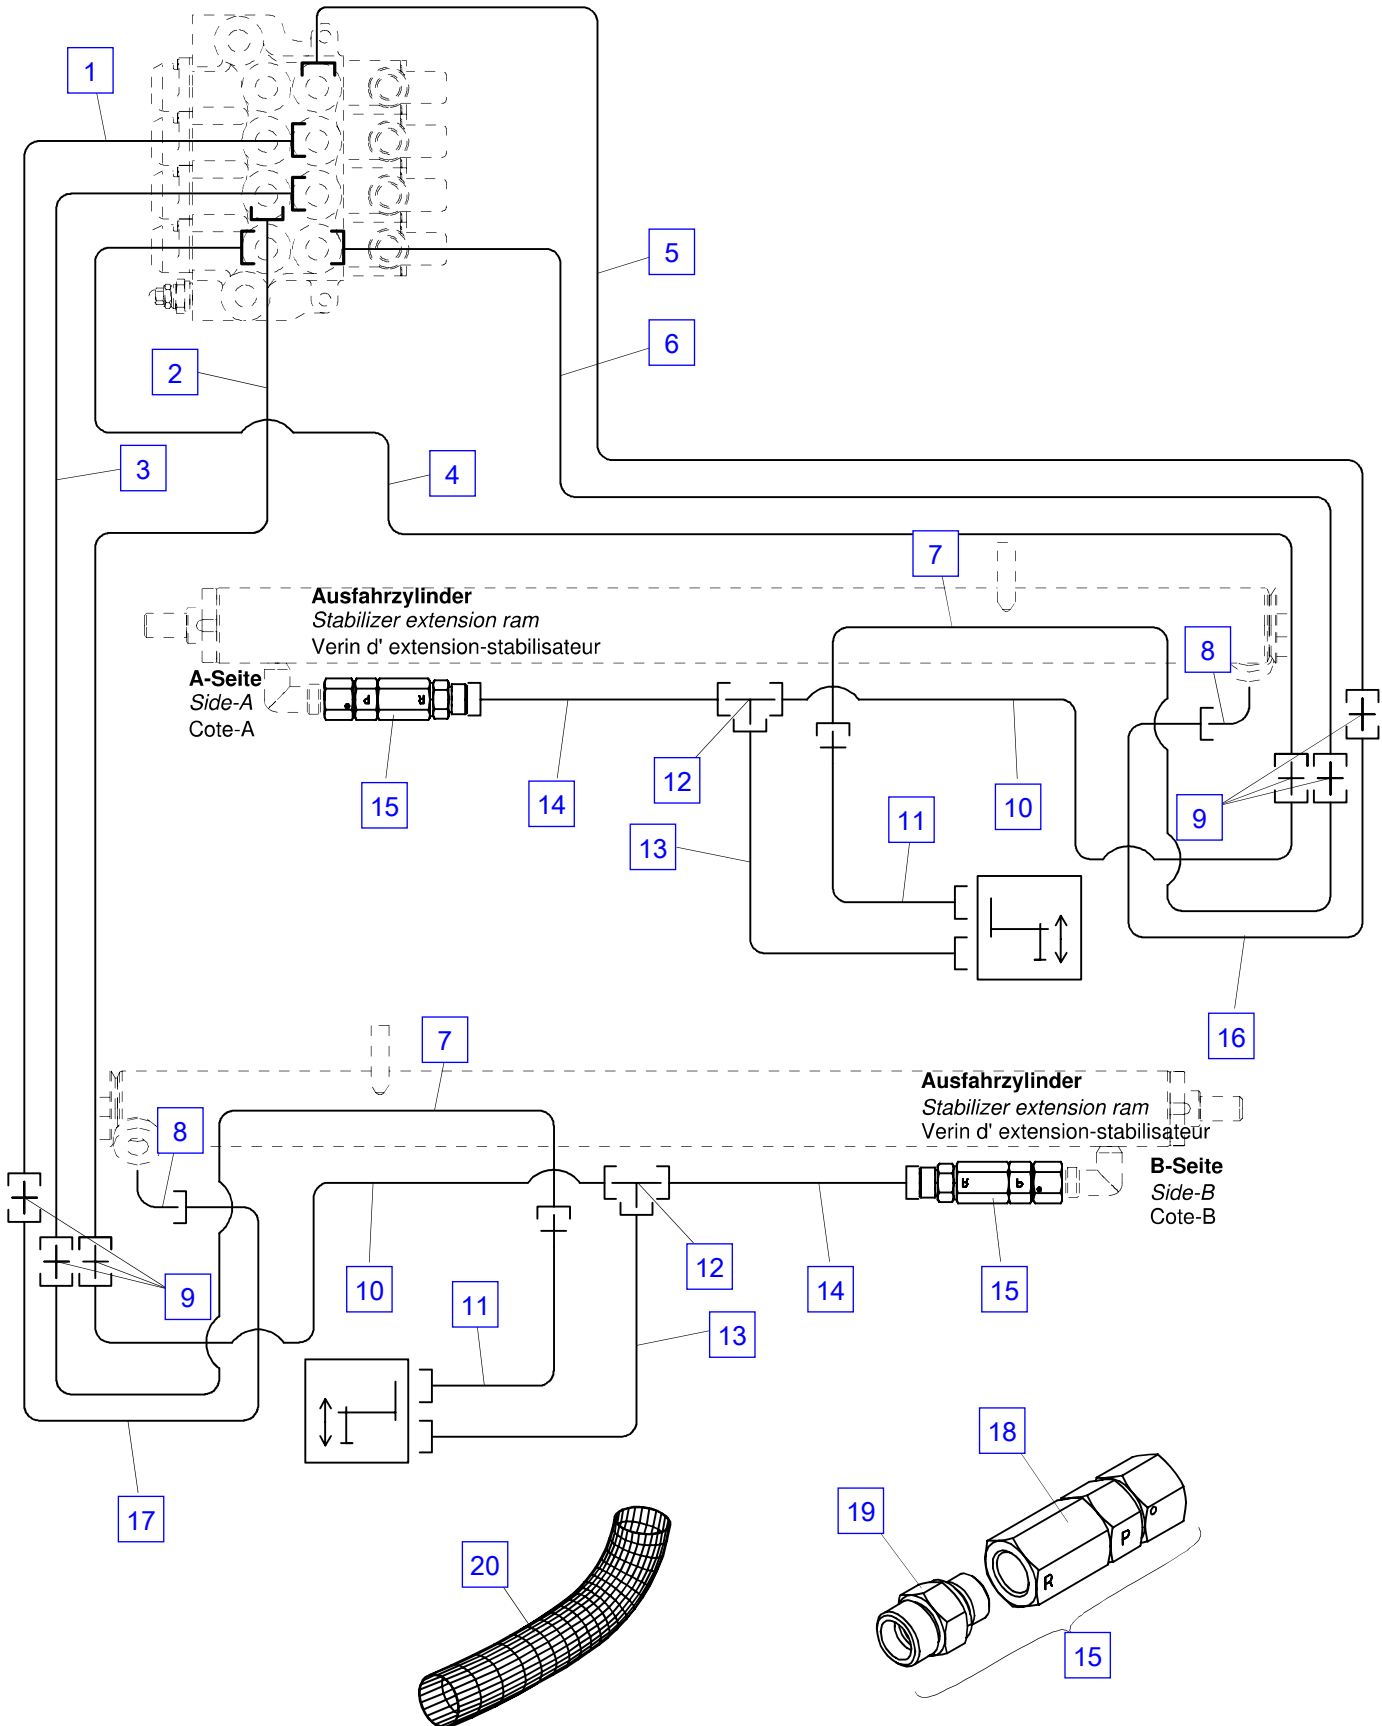 1
5
6
2
3
4
7
Ausfahrzylinder
Stabilizer extension ram
Verin d' extension-stabilisateur
8
A-Seite
Side-A
Cote-A
P
R
15
14
12
10
9
11
13
16
7
Ausfahrzylinder
Stabilizer extension ram
Verin d' extension-stabilisateur
8
B-Seite
Side-B
Cote-B
R
P
9
10
11
12
14
15
13
17
18
19
20
R
P
15